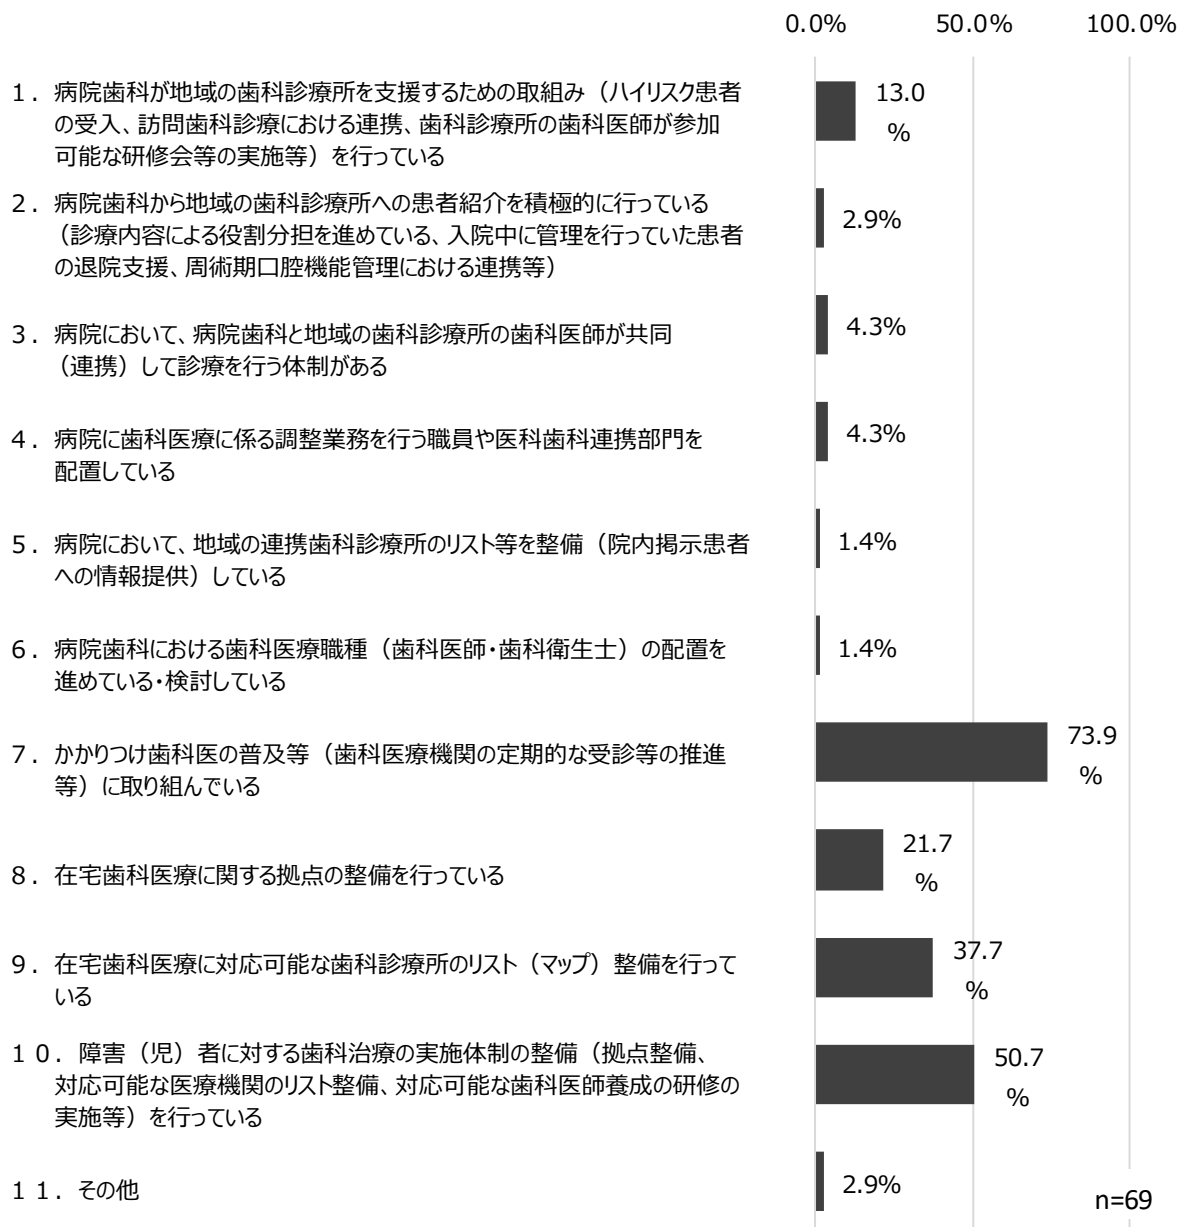 0.0% 50.0% 100.0%
1．病院歯科が地域の歯科診療所を支援するための取組み（ハイリスク患者
の受入、訪問歯科診療における連携、歯科診療所の歯科医師が参加
可能な研修会等の実施等）を行っている
13.0
%
2．病院歯科から地域の歯科診療所への患者紹介を積極的に行っている
（診療内容による役割分担を進めている、入院中に管理を行っていた患者
の退院支援、周術期口腔機能管理における連携等）
2.9%
3．病院において、病院歯科と地域の歯科診療所の歯科医師が共同
（連携）して診療を行う体制がある
4.3%
4．病院に歯科医療に係る調整業務を行う職員や医科歯科連携部門を
配置している
4.3%
5．病院において、地域の連携歯科診療所のリスト等を整備（院内掲示患者
への情報提供）している
1.4%
6．病院歯科における歯科医療職種（歯科医師・歯科衛生士）の配置を
進めている・検討している
1.4%
7．かかりつけ歯科医の普及等（歯科医療機関の定期的な受診等の推進
等）に取り組んでいる
73.9
%
8．在宅歯科医療に関する拠点の整備を行っている
21.7
%
9．在宅歯科医療に対応可能な歯科診療所のリスト（マップ）整備を行って
いる
37.7
%
１０．障害（児）者に対する歯科治療の実施体制の整備（拠点整備、
対応可能な医療機関のリスト整備、対応可能な歯科医師養成の研修の
実施等）を行っている
50.7
%
１１．その他
2.9%
n=69